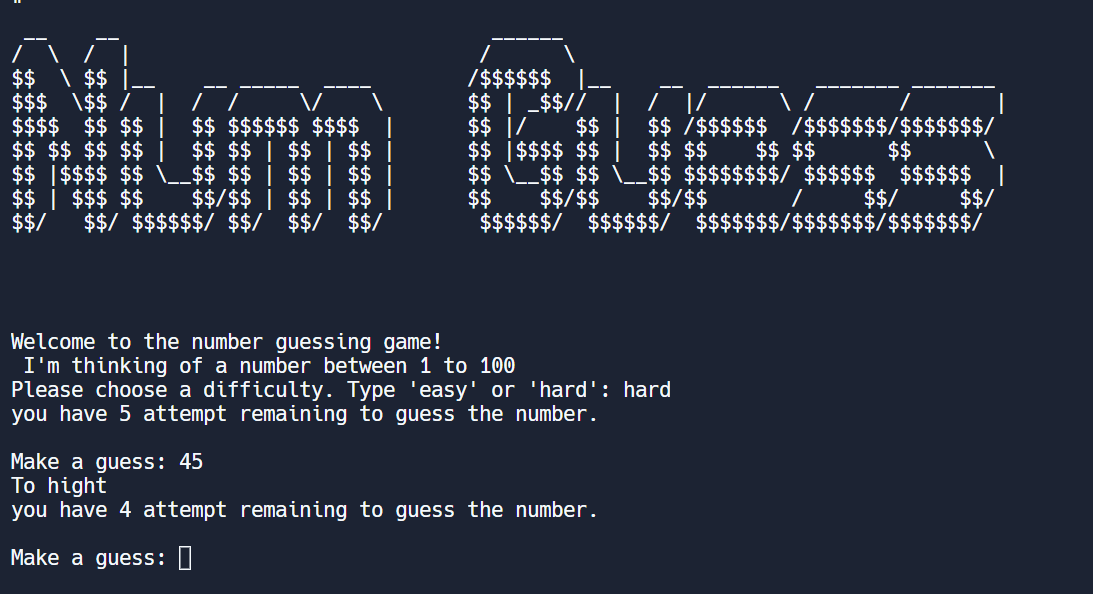 Num Guess
Welcome to the number guessing game!
I'm thinking of a number between 1 to 100
Please choose a difficulty. Type 'easy' or 'hard': hard
you have 5 attempt remaining to guess the number.
Make a guess: 45
To hight
you have 4 attempt remaining to guess the number.
Make a guess: